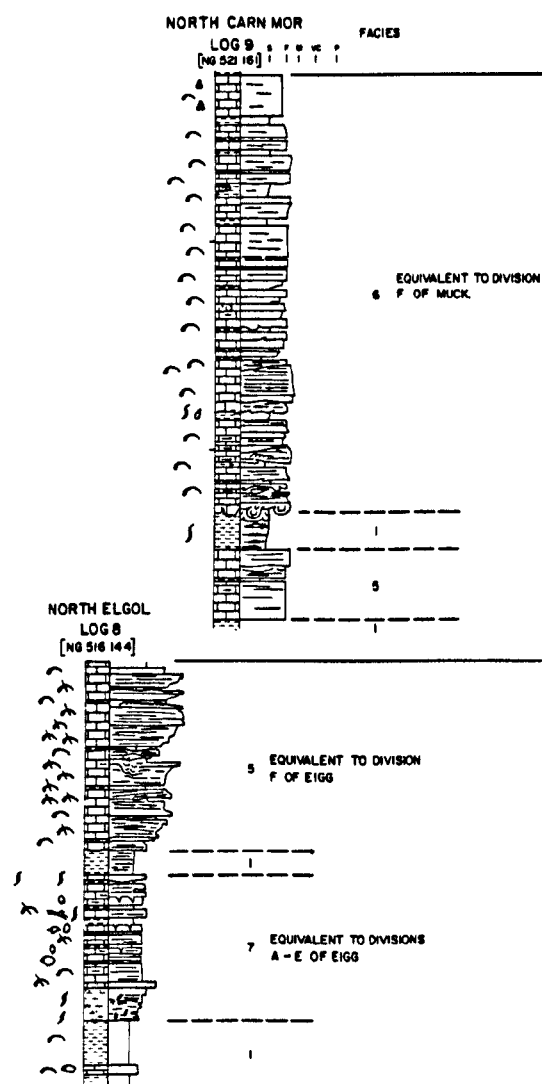 NORTH CARN MOR
LOG 9
[NG 521 161]
S F M VC P
FACIES
6 EQUIVALENT TO DIVISION
F OF MUCK.
1
5
1
NORTH ELGOL
LOG 8
[NG 516 144]
5 EQUIVALENT TO DIVISION
F OF EIGG
1
7 EQUIVALENT TO DIVISIONS
A-E OF EIGG
1